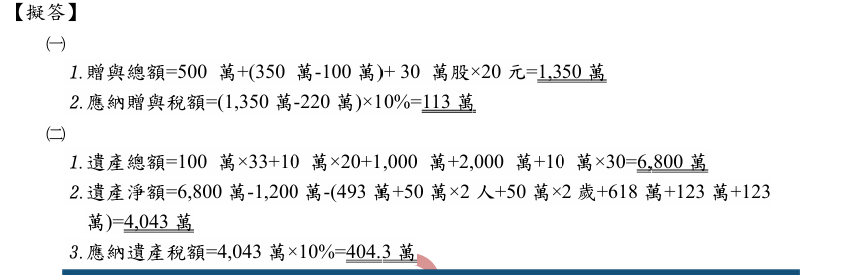 【擬答】
㈠
1.贈與總額=500 萬+(350 萬-100 萬)+ 30 萬股×20 元=1,350 萬
2.應納贈與稅額=(1,350 萬-220 萬)×10%=113 萬
㈡
1.遺產總額=100 萬×33+10 萬×20+1,000 萬+2,000 萬+10 萬×30=6,800 萬
2.遺產淨額=6,800 萬-1,200 萬-(493 萬+50 萬×2 人+50 萬×2 歲+618 萬+123 萬+123
萬)=4,043 萬
3.應納遺產稅額=4,043 萬×10%=404.3 萬